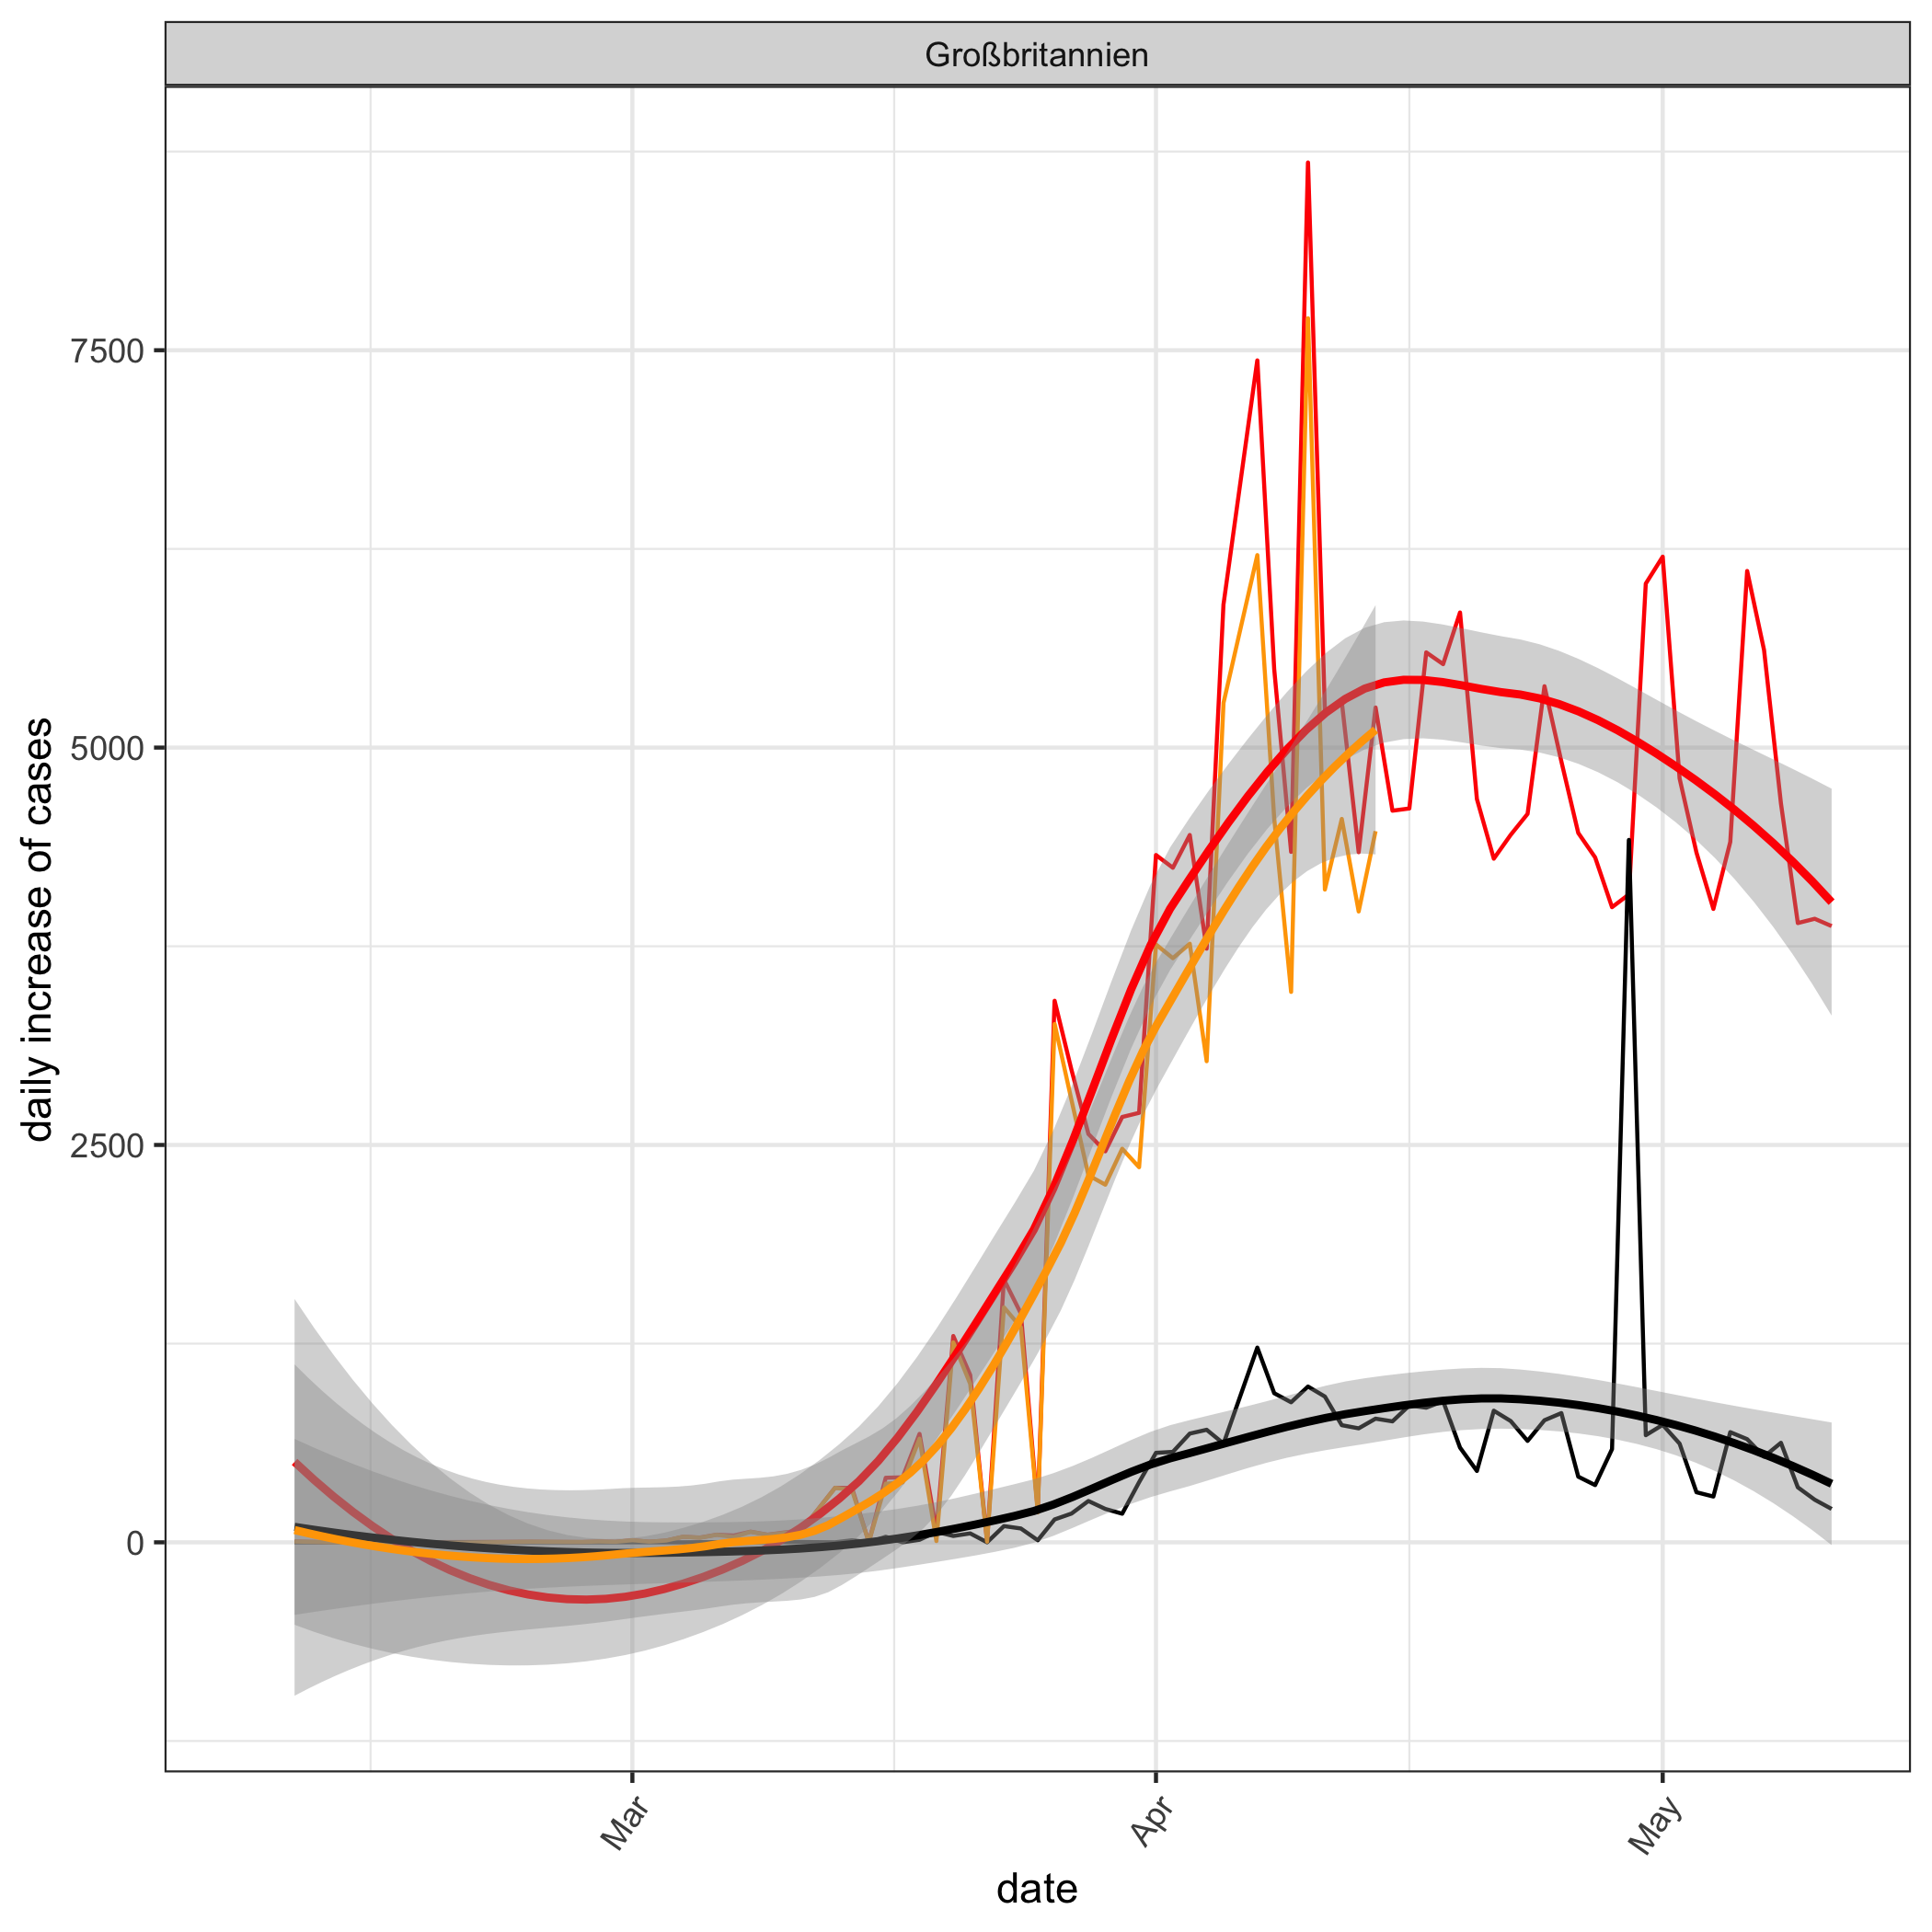 Großbritannien
daily increase of cases
7500
5000
2500
0
Mar
Apr
May
date